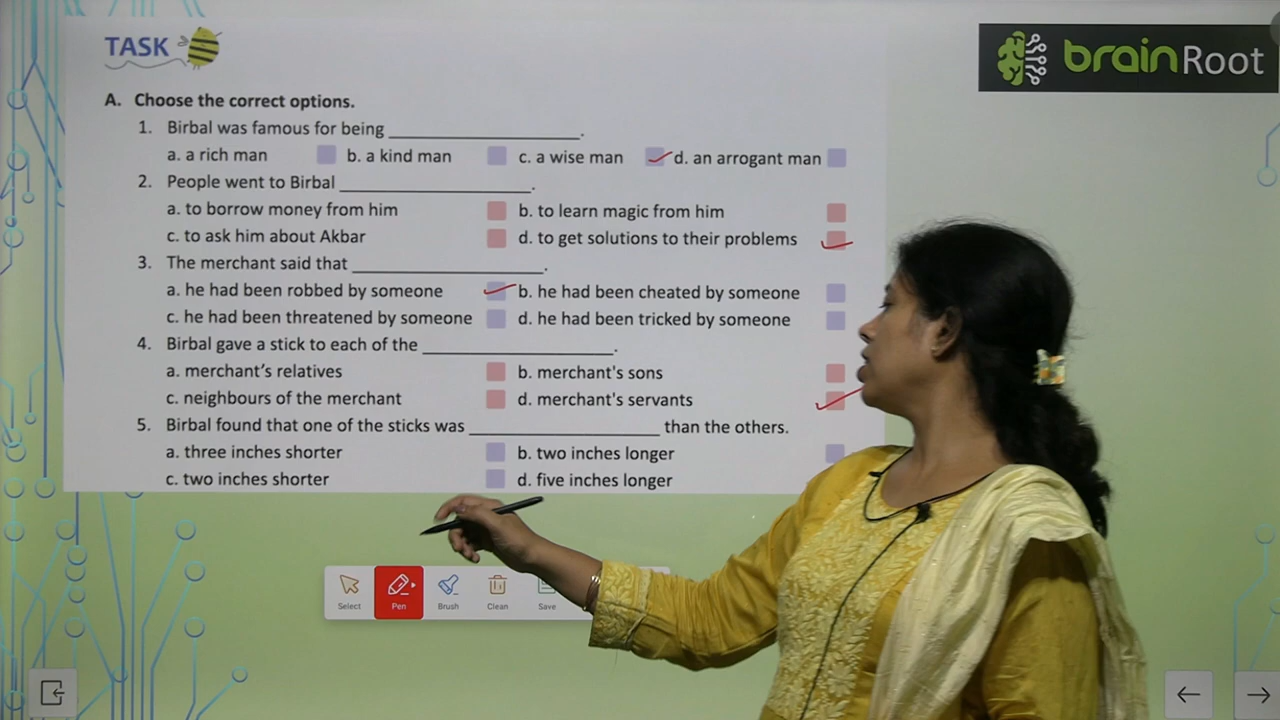 TASK
brainRoot
A. Choose the correct options.
1. Birbal was famous for being ____________________.
a. a rich man b. a kind man c. a wise man d. an arrogant man
2. People went to Birbal ____________________.
a. to borrow money from him b. to learn magic from him
c. to ask him about Akbar d. to get solutions to their problems
3. The merchant said that ____________________.
a. he had been robbed by someone b. he had been cheated by someone
c. he had been threatened by someone d. he had been tricked by someone
4. Birbal gave a stick to each of the ____________________.
a. merchant’s relatives b. merchant's sons
c. neighbours of the merchant d. merchant's servants
5. Birbal found that one of the sticks was ____________________ than the others.
a. three inches shorter b. two inches longer
c. two inches shorter d. five inches longer
Select Pen Brush Clean Save